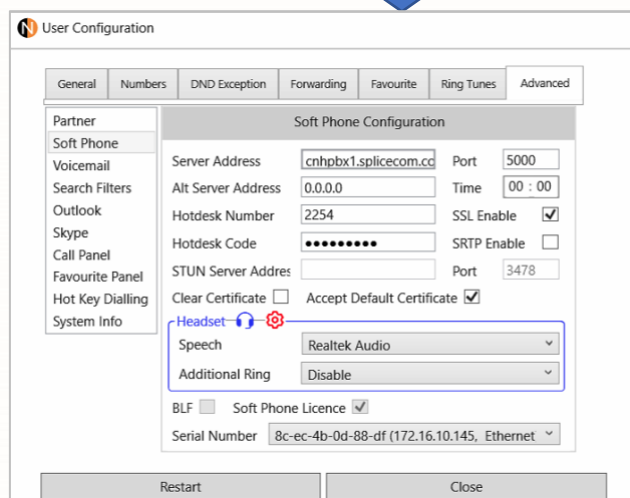 User Configuration
General Numbers DND Exception Forwarding Favourite Ring Tunes Advanced
Partner
Soft Phone
Voicemail
Search Filters
Outlook
Skype
Call Panel
Favourite Panel
Hot Key Dialling
System Info
Soft Phone Configuration
Server Address cnhpbx1.splicecom.co Port 5000
Alt Server Address 0.0.0.0 Time 00 : 00
Hotdesk Number 2254 SSL Enable
Hotdesk Code ●●●●●●●●● SRTP Enable
STUN Server Addres Port 3478
Clear Certificate Accept Default Certificate
Headset
Speech Realtek Audio
Additional Ring Disable
BLF Soft Phone Licence
Serial Number 8c-ec-4b-0d-88-df (172.16.10.145, Ethernet
Restart Close